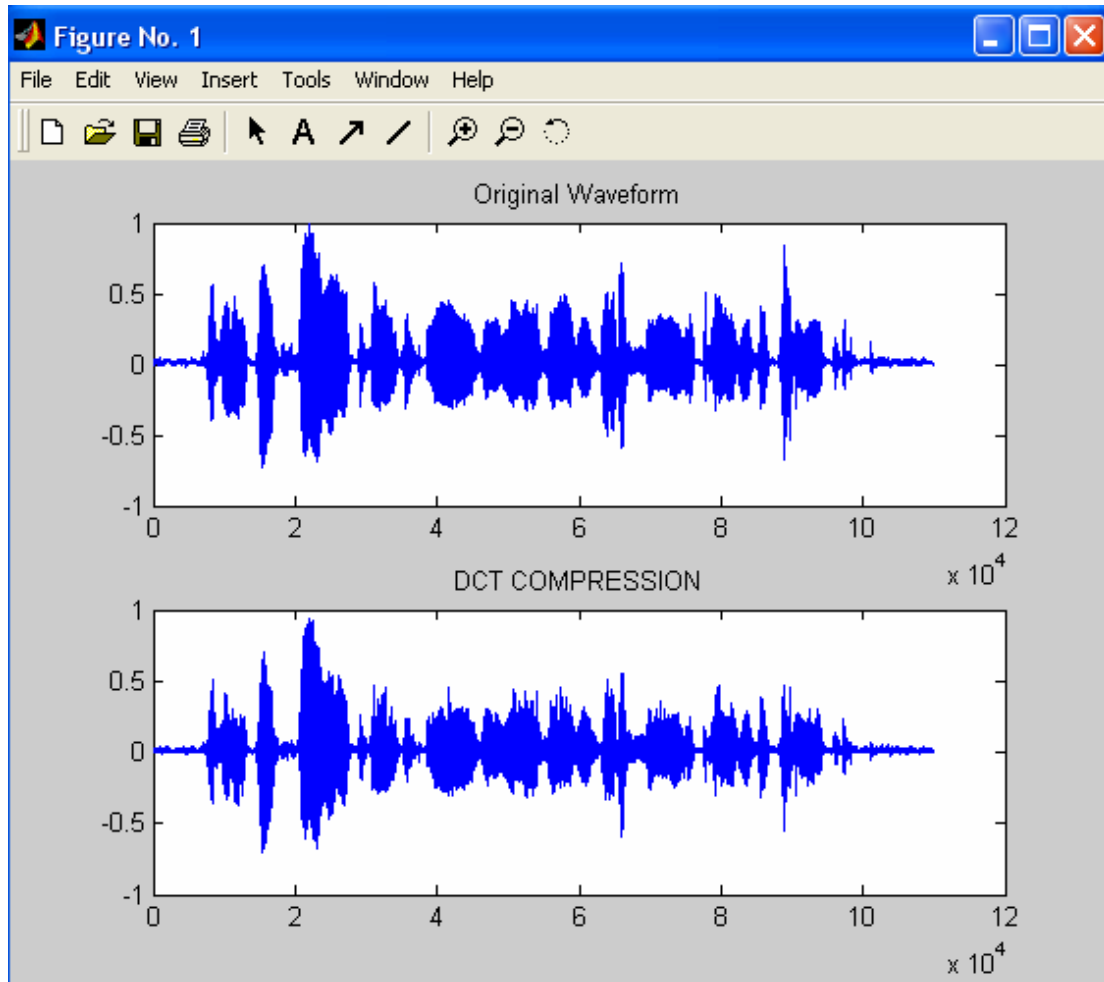 Figure No. 1
File Edit View Insert Tools Window Help
A
Original Waveform
1
0.5
0
-0.5
-1
0 2 4 6 8 10 12
x 10^4
DCT COMPRESSION
1
0.5
0
-0.5
-1
0 2 4 6 8 10 12
x 10^4